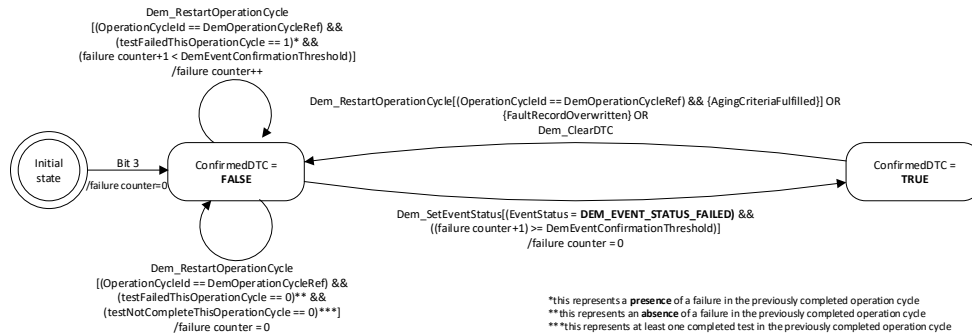 Dem_RestartOperationCycle
[(OperationCycleId == DemOperationCycleRef) &&
(testFailedThisOperationCycle == 1)* &&
(failure counter+1 < DemEventConfirmationThreshold)]
/failure counter++
Dem_RestartOperationCycle[(OperationCycleId == DemOperationCycleRef) && {AgingCriteriaFulfilled}] OR
{FaultRecordOverwritten} OR
Dem_ClearDTC
Initial
state
Bit 3
/failure counter=0
ConfirmedDTC =
FALSE
ConfirmedDTC =
TRUE
Dem_SetEventStatus[(EventStatus = DEM_EVENT_STATUS_FAILED) &&
((failure counter+1) >= DemEventConfirmationThreshold)]
/failure counter = 0
Dem_RestartOperationCycle
[(OperationCycleId == DemOperationCycleRef) &&
(testFailedThisOperationCycle == 0)** &&
(testNotCompleteThisOperationCycle == 0)***]
/failure counter = 0
*this represents a presence of a failure in the previously completed operation cycle
**this represents an absence of a failure in the previously completed operation cycle
***this represents at least one completed test in the previously completed operation cycle